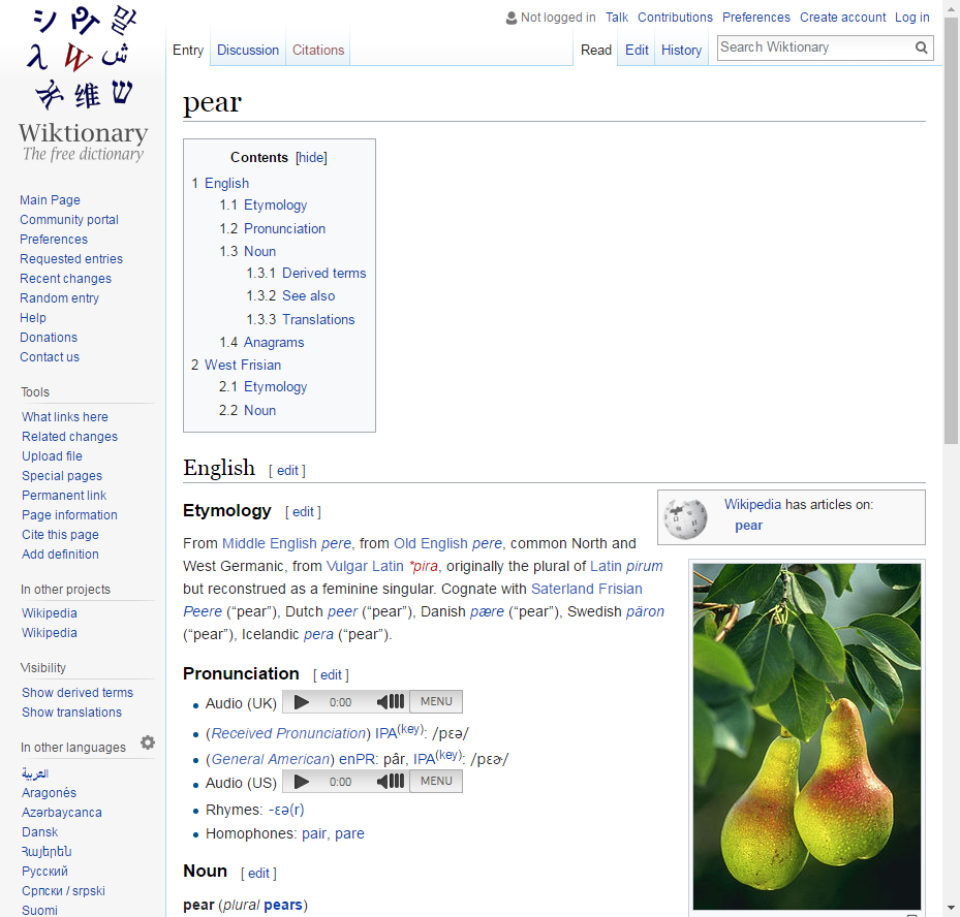 Not logged in Talk Contributions Preferences Create account Log in
Entry Discussion Citations Read Edit History Search Wiktionary
Wiktionary
The free dictionary
Main Page
Community portal
Preferences
Requested entries
Recent changes
Random entry
Help
Donations
Contact us
Tools
What links here
Related changes
Upload file
Special pages
Permanent link
Page information
Cite this page
Add definition
In other projects
Wikipedia
Wikipedia
Visibility
Show derived terms
Show translations
In other languages
العربية
Aragonés
Azərbaycanca
Dansk
Հայերեն
Русский
Српски / srpski
Suomi
pear
Contents [hide]
1 English
1.1 Etymology
1.2 Pronunciation
1.3 Noun
1.3.1 Derived terms
1.3.2 See also
1.3.3 Translations
1.4 Anagrams
2 West Frisian
2.1 Etymology
2.2 Noun
English [ edit ]
Etymology [ edit ]
From Middle English pere, from Old English pere, common North and
West Germanic, from Vulgar Latin *pira, originally the plural of Latin pirum
but reconstrued as a feminine singular. Cognate with Saterland Frisian
Peere (“pear”), Dutch peer (“pear”), Danish pære (“pear”), Swedish päron
(“pear”), Icelandic pera (“pear”).
Wikipedia has articles on:
pear
Pronunciation [ edit ]
Audio (UK) 0:00 MENU
(Received Pronunciation) IPA(key): /pɛə/
(General American) enPR: pâr, IPA(key): /pɛɚ/
Audio (US) 0:00 MENU
Rhymes: -ɛə(r)
Homophones: pair, pare
Noun [ edit ]
pear (plural pears)